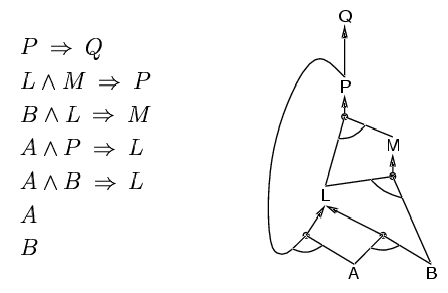 P ⇒ Q
L ∧ M ⇒ P
B ∧ L ⇒ M
A ∧ P ⇒ L
A ∧ B ⇒ L
A
B
Q
P
M
L
A B